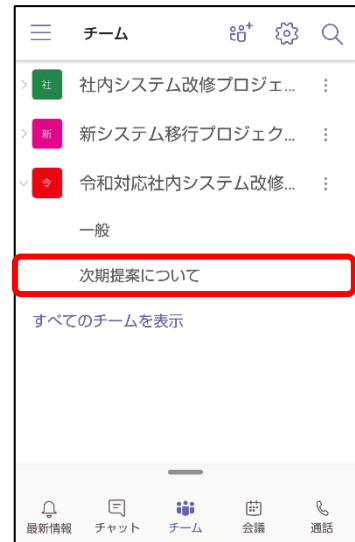 チーム
社 社内システム改修プロジェ...
新 新システム移行プロジェク...
令 令和対応社内システム改修...
一般
次期提案について
すべてのチームを表示
最新情報 チャット チーム 会議 通話